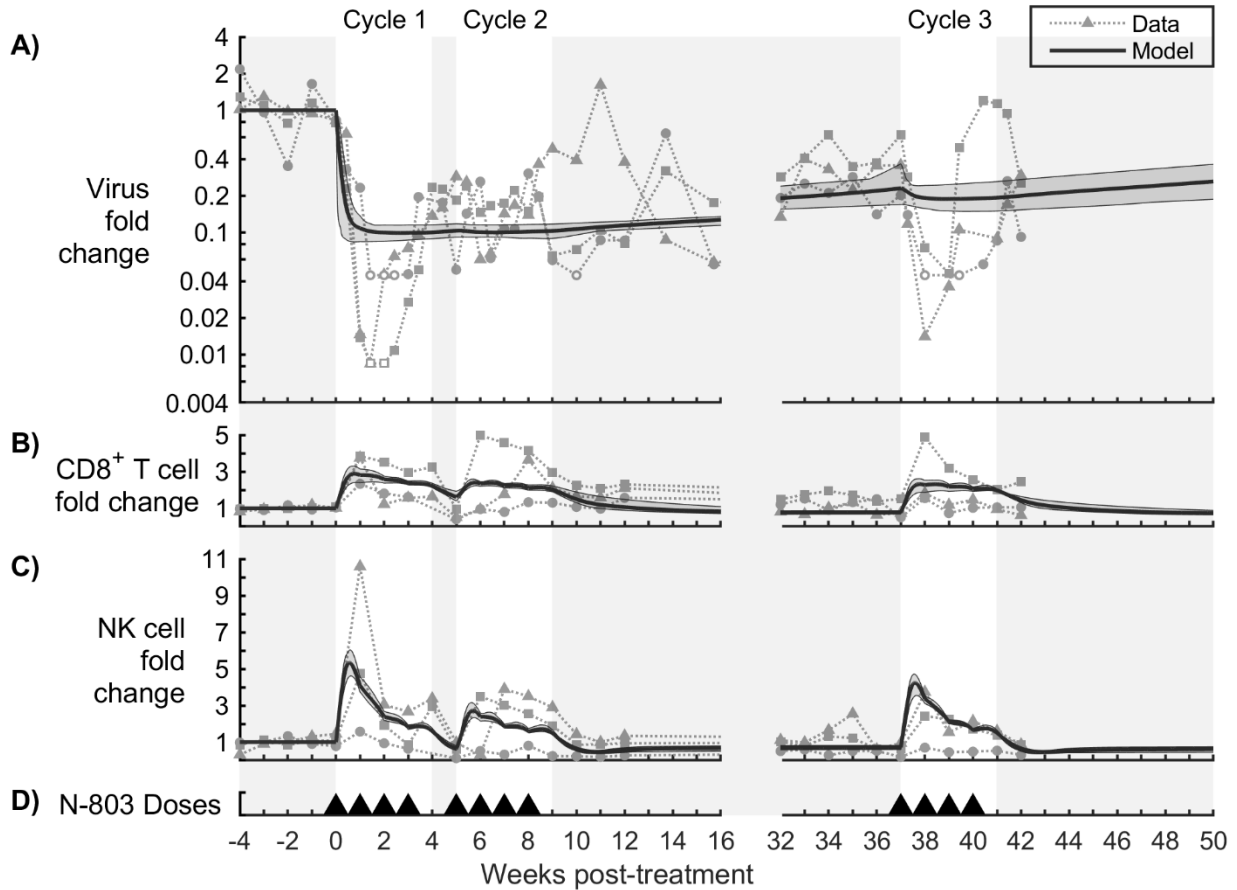 Cycle 1 Cycle 2 Cycle 3
Data
Model
A)
Virus
fold
change
4
2
1
0.4
0.2
0.1
0.04
0.02
0.01
0.004
B)
CD8+ T cell
fold change
5
3
1
C)
NK cell
fold
change
11
9
7
5
3
1
D) N-803 Doses
-4 -2 0 2 4 6 8 10 12 14 16 32 34 36 38 40 42 44 46 48 50
Weeks post-treatment